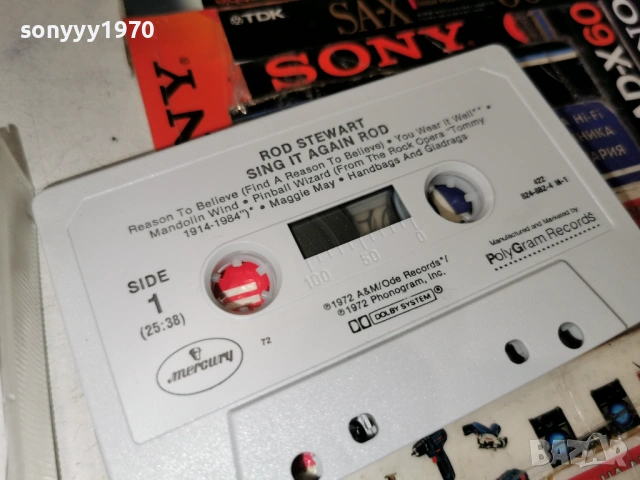 sonyyy1970
TDK
SA-X
SONY
NY
Hi-Fi
ROD STEWART
SING IT AGAIN ROD
Reason To Believe (Find A Reason To Believe) • You Wear It Well** •
Mandolin Wind • Pinball Wizard (From The Rock Opera "Tommy
1914-1984")* • Maggie May • Handbags And Gladrags
SIDE
1
(25:38)
100 50 0
422
824-882-4 M-1
Manufactured and Marketed by
PolyGram Records
℗1972 A&M/Ode Records*/
℗1972 Phonogram, Inc.
DOLBY SYSTEM®
mercury
72
BAZAR